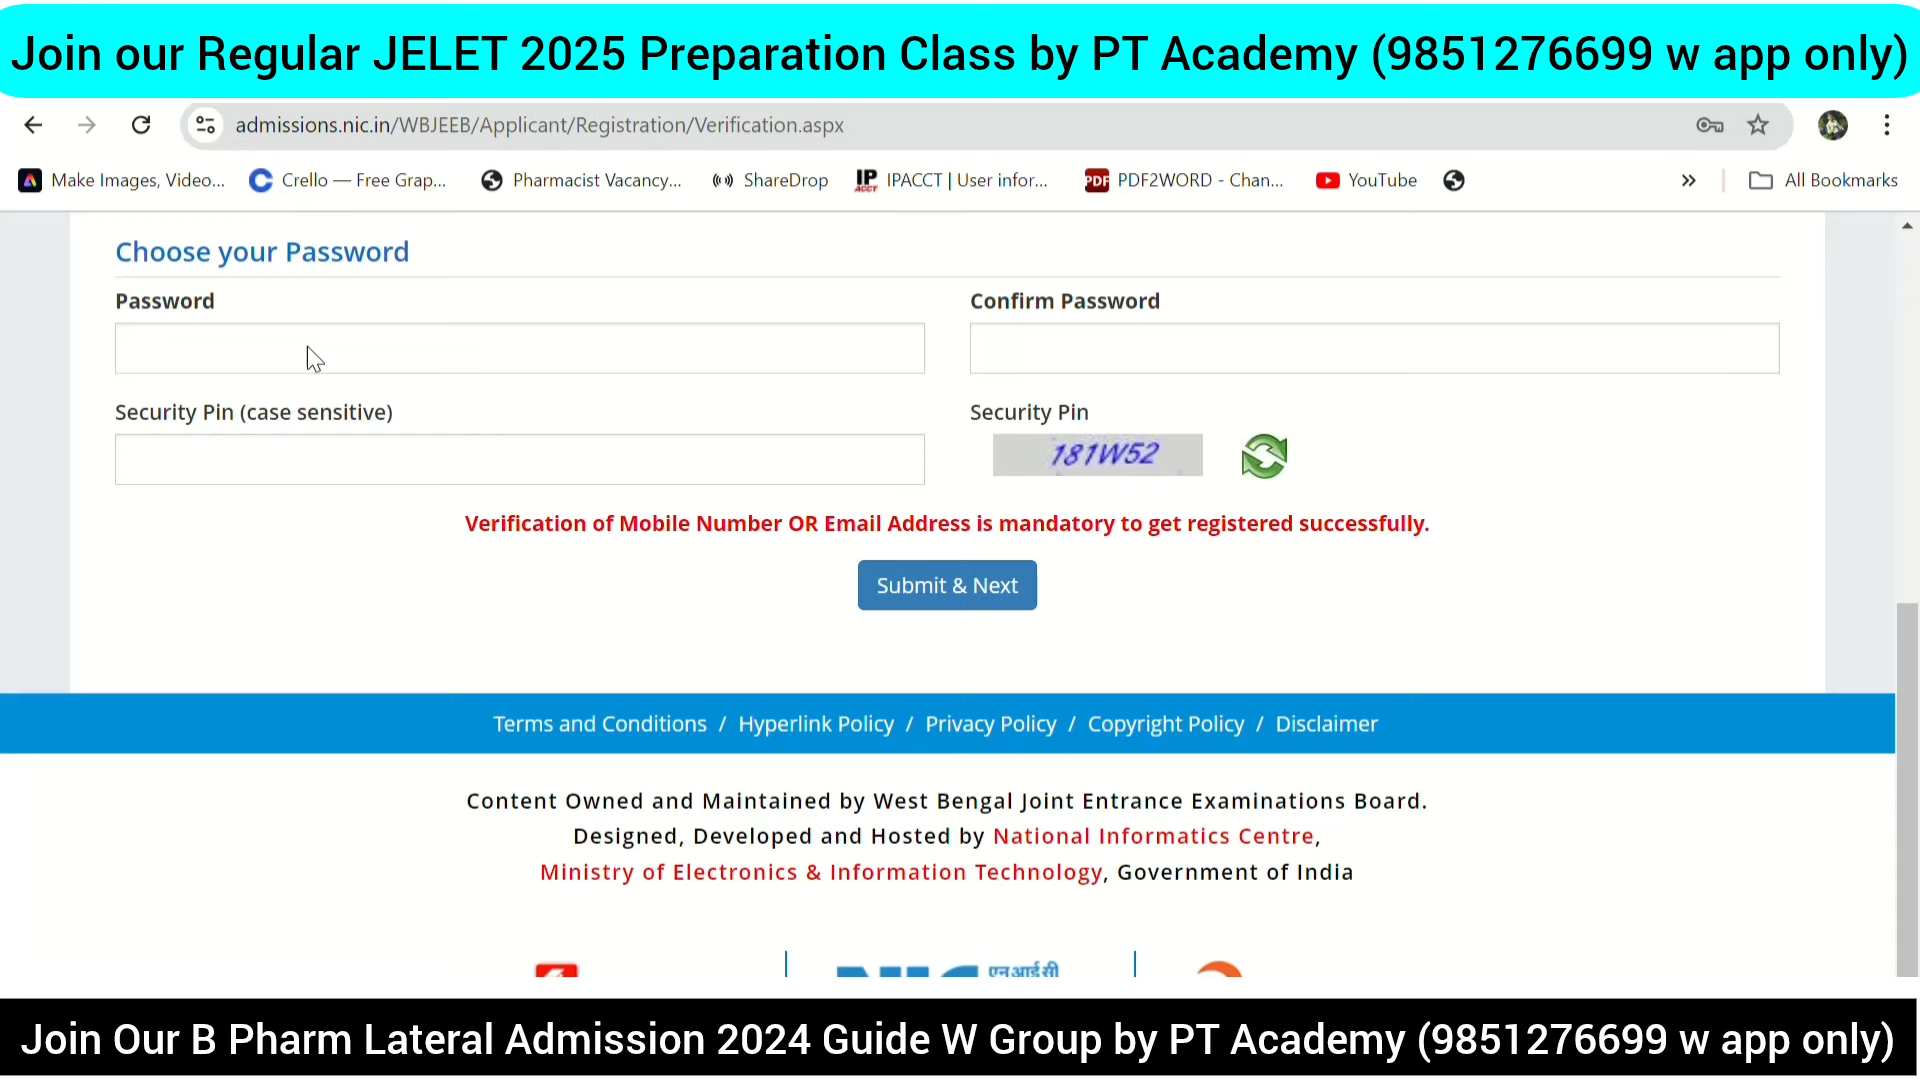 Join our Regular JELET 2025 Preparation Class by PT Academy (9851276699 w app only)
admissions.nic.in/WBJEEB/Applicant/Registration/Verification.aspx
Make Images, Video... Crello — Free Grap... Pharmacist Vacancy... ShareDrop IP ACCT IPACCT | User infor... PDF PDF2WORD - Chan... YouTube » All Bookmarks
Choose your Password
Password Confirm Password
Security Pin (case sensitive) Security Pin
181W52
Verification of Mobile Number OR Email Address is mandatory to get registered successfully.
Submit & Next
Terms and Conditions / Hyperlink Policy / Privacy Policy / Copyright Policy / Disclaimer
Content Owned and Maintained by West Bengal Joint Entrance Examinations Board.
Designed, Developed and Hosted by National Informatics Centre,
Ministry of Electronics & Information Technology, Government of India
एन आई सी
Join Our B Pharm Lateral Admission 2024 Guide W Group by PT Academy (9851276699 w app only)